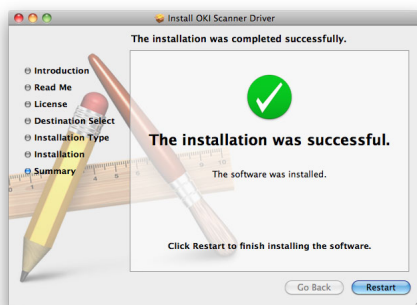 Install OKI Scanner Driver
The installation was completed successfully.
Introduction
Read Me
License
Destination Select
Installation Type
Installation
Summary
The installation was successful.
The software was installed.
Click Restart to finish installing the software.
Go Back
Restart